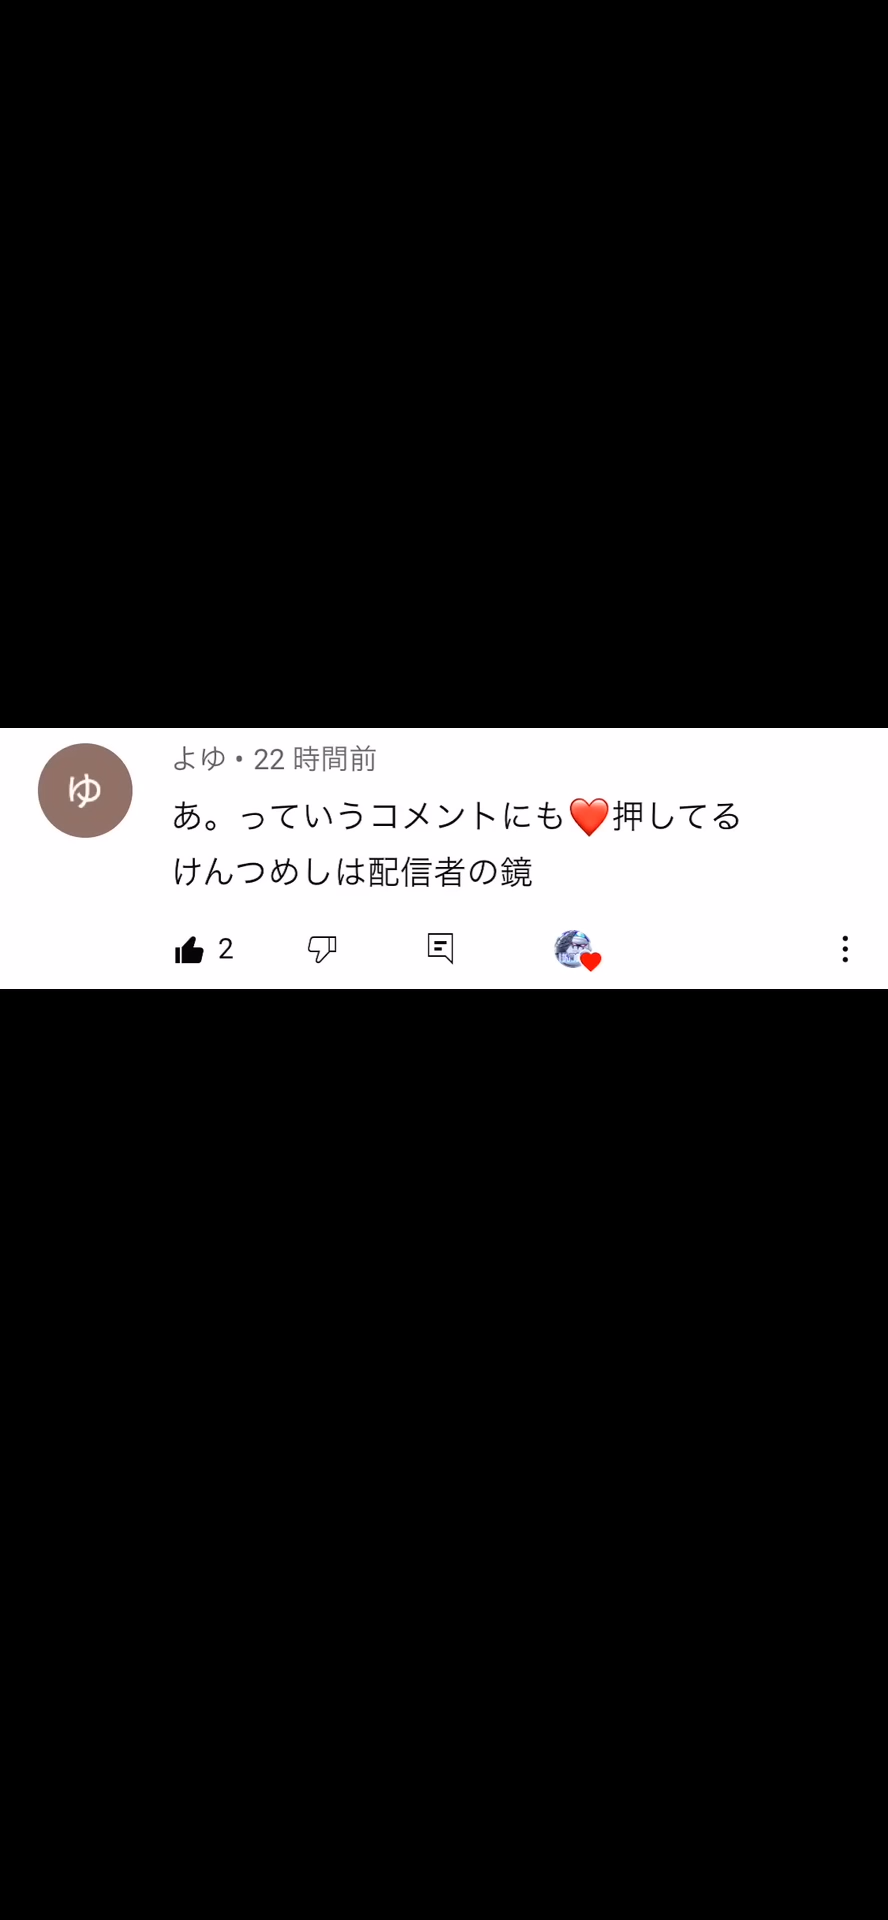 ゆ
よゆ・22 時間前
あ。っていうコメントにも❤️押してる
けんつめしは配信者の鏡
2